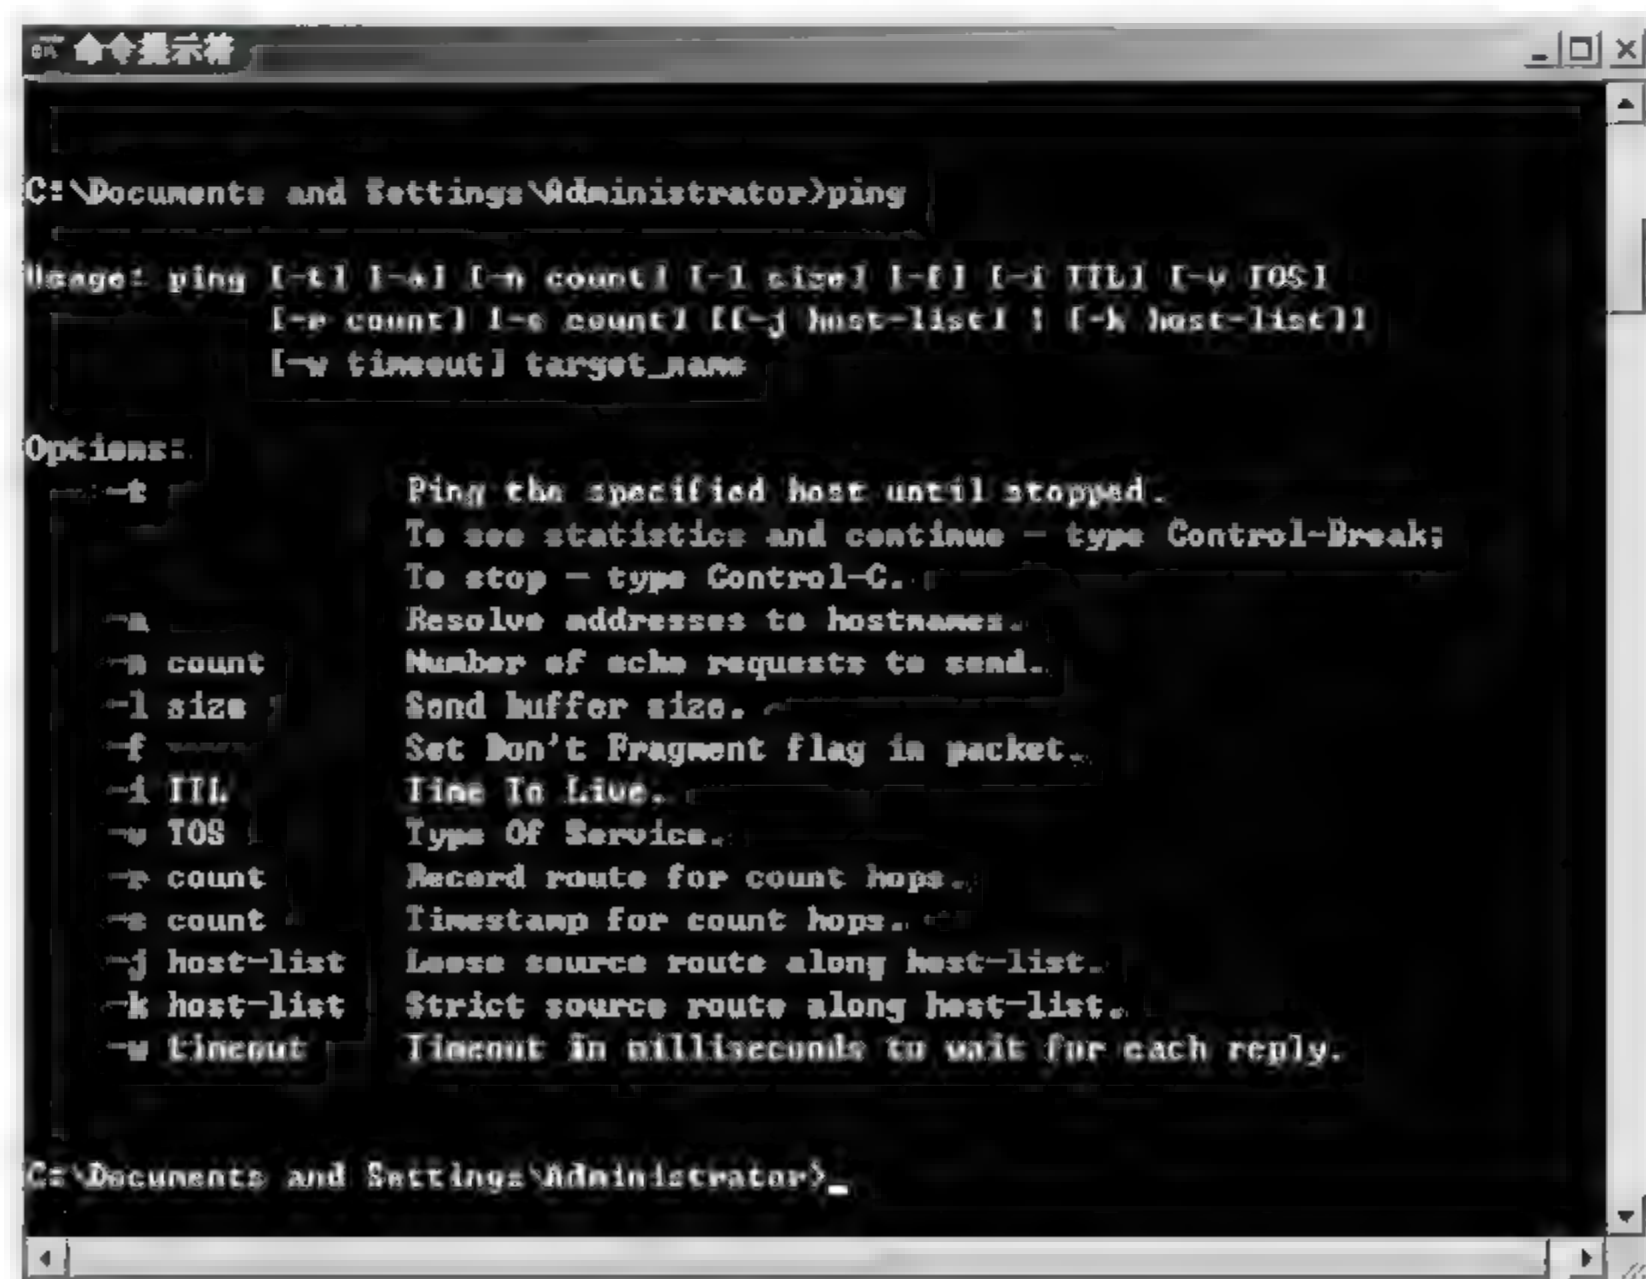 命令提示符
C:\Documents and Settings\Administrator>ping
Usage: ping [-t] [-a] [-n count] [-l size] [-f] [-i TTL] [-v TOS]
[-r count] [-s count] [[-j host-list] | [-k host-list]]
[-w timeout] target_name
Options:
-t Ping the specified host until stopped.
To see statistics and continue - type Control-Break;
To stop - type Control-C.
-a Resolve addresses to hostnames.
-n count Number of echo requests to send.
-l size Send buffer size.
-f Set Don't Fragment flag in packet.
-i TTL Time To Live.
-v TOS Type Of Service.
-r count Record route for count hops.
-s count Timestamp for count hops.
-j host-list Loose source route along host-list.
-k host-list Strict source route along host-list.
-w timeout Timeout in milliseconds to wait for each reply.
C:\Documents and Settings\Administrator>_